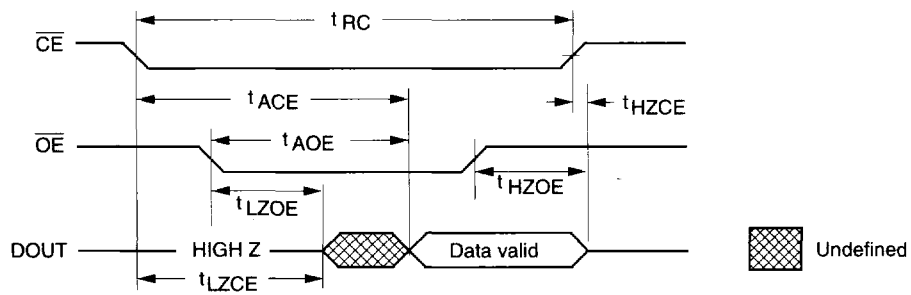 t RC
CE
t ACE
t HZCE
OE
t AOE
t HZOE
t LZOE
DOUT
HIGH Z
Data valid
Undefined
t LZCE